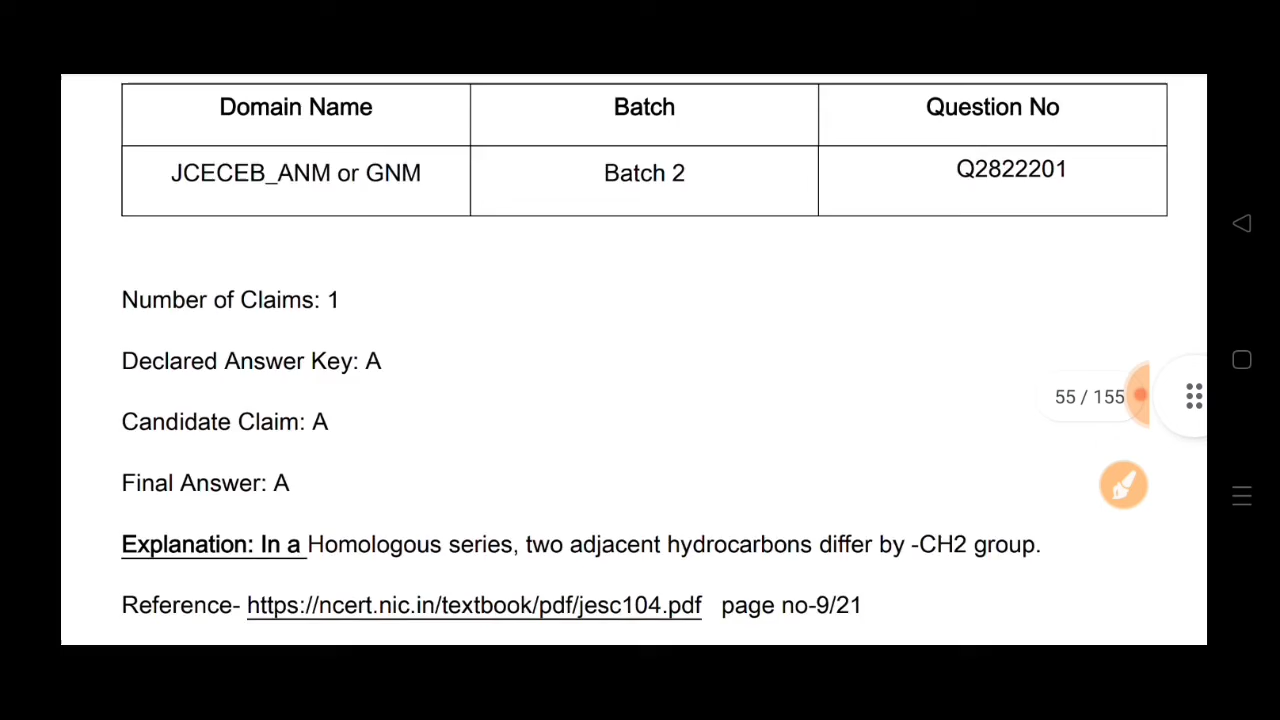 Domain Name Batch Question No
JCECEB_ANM or GNM Batch 2 Q2822201
Number of Claims: 1
Declared Answer Key: A
55 / 155
Candidate Claim: A
Final Answer: A
Explanation: In a Homologous series, two adjacent hydrocarbons differ by -CH2 group.
Reference- https://ncert.nic.in/textbook/pdf/jesc104.pdf page no-9/21